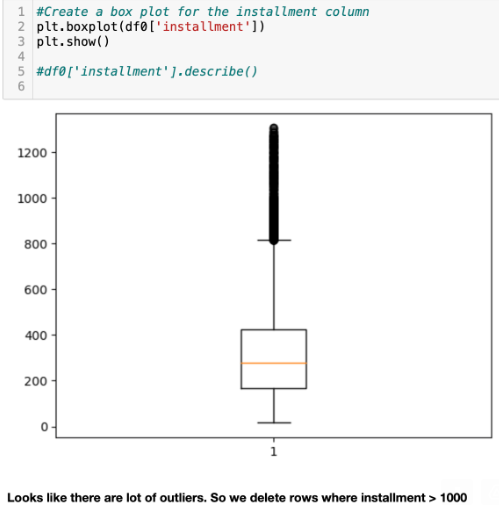 1 #Create a box plot for the installment column
2 plt.boxplot(df0['installment'])
3 plt.show()
4
5 #df0['installment'].describe()
6
1200
1000
800
600
400
200
0
1
Looks like there are lot of outliers. So we delete rows where installment > 1000